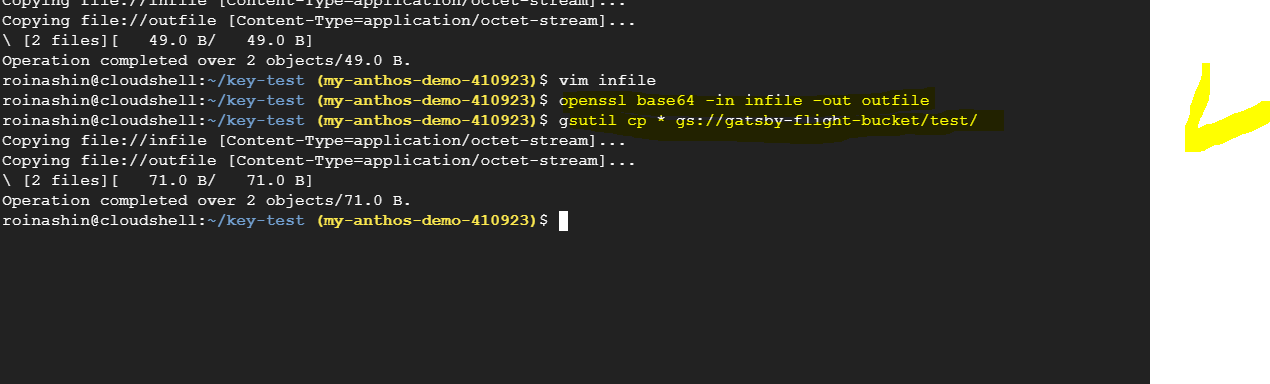 Copying file://infile [Content-Type=application/octet-stream]...
Copying file://outfile [Content-Type=application/octet-stream]...
\ [2 files][   49.0 B/   49.0 B]
Operation completed over 2 objects/49.0 B.
roinashin@cloudshell:~/key-test (my-anthos-demo-410923)$ vim infile
roinashin@cloudshell:~/key-test (my-anthos-demo-410923)$ openssl base64 -in infile -out outfile
roinashin@cloudshell:~/key-test (my-anthos-demo-410923)$ gsutil cp * gs://gatsby-flight-bucket/test/
Copying file://infile [Content-Type=application/octet-stream]...
Copying file://outfile [Content-Type=application/octet-stream]...
\ [2 files][   71.0 B/   71.0 B]
Operation completed over 2 objects/71.0 B.
roinashin@cloudshell:~/key-test (my-anthos-demo-410923)$